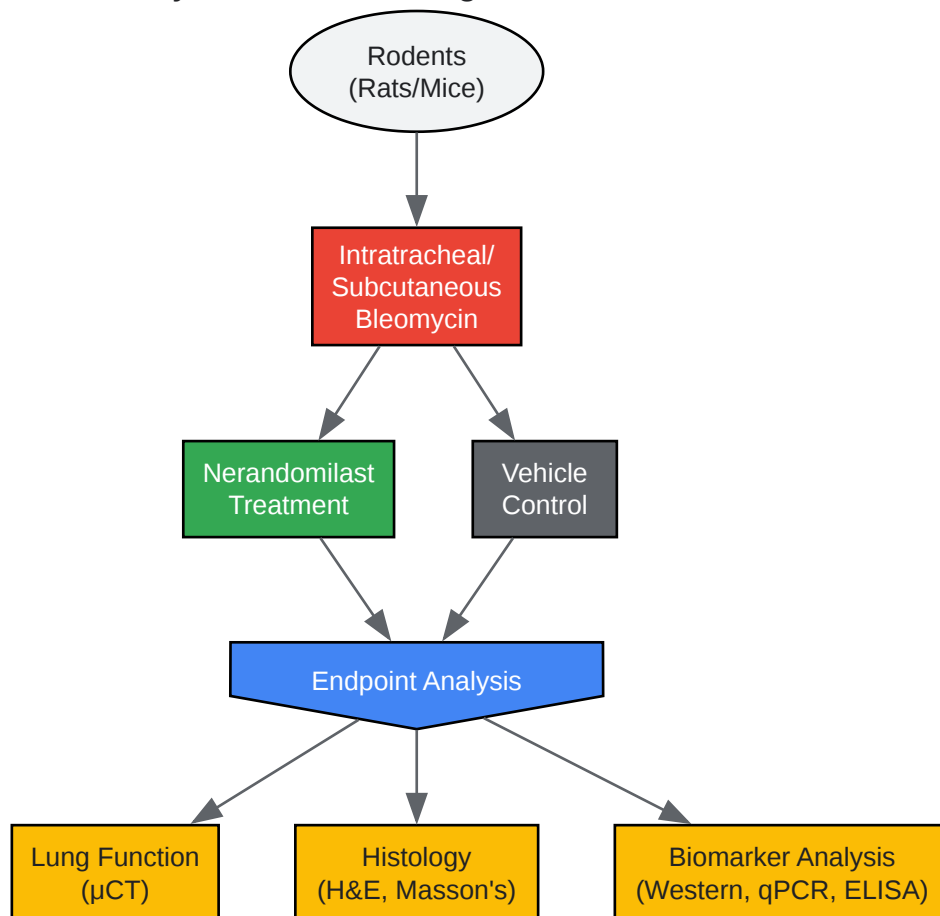 Rodents
(Rats/Mice)
Intratracheal/
Subcutaneous
Bleomycin
Nerandomilast
Treatment
Vehicle
Control
Endpoint Analysis
Lung Function
(µCT)
Histology
(H&E, Masson's)
Biomarker Analysis
(Western, qPCR, ELISA)